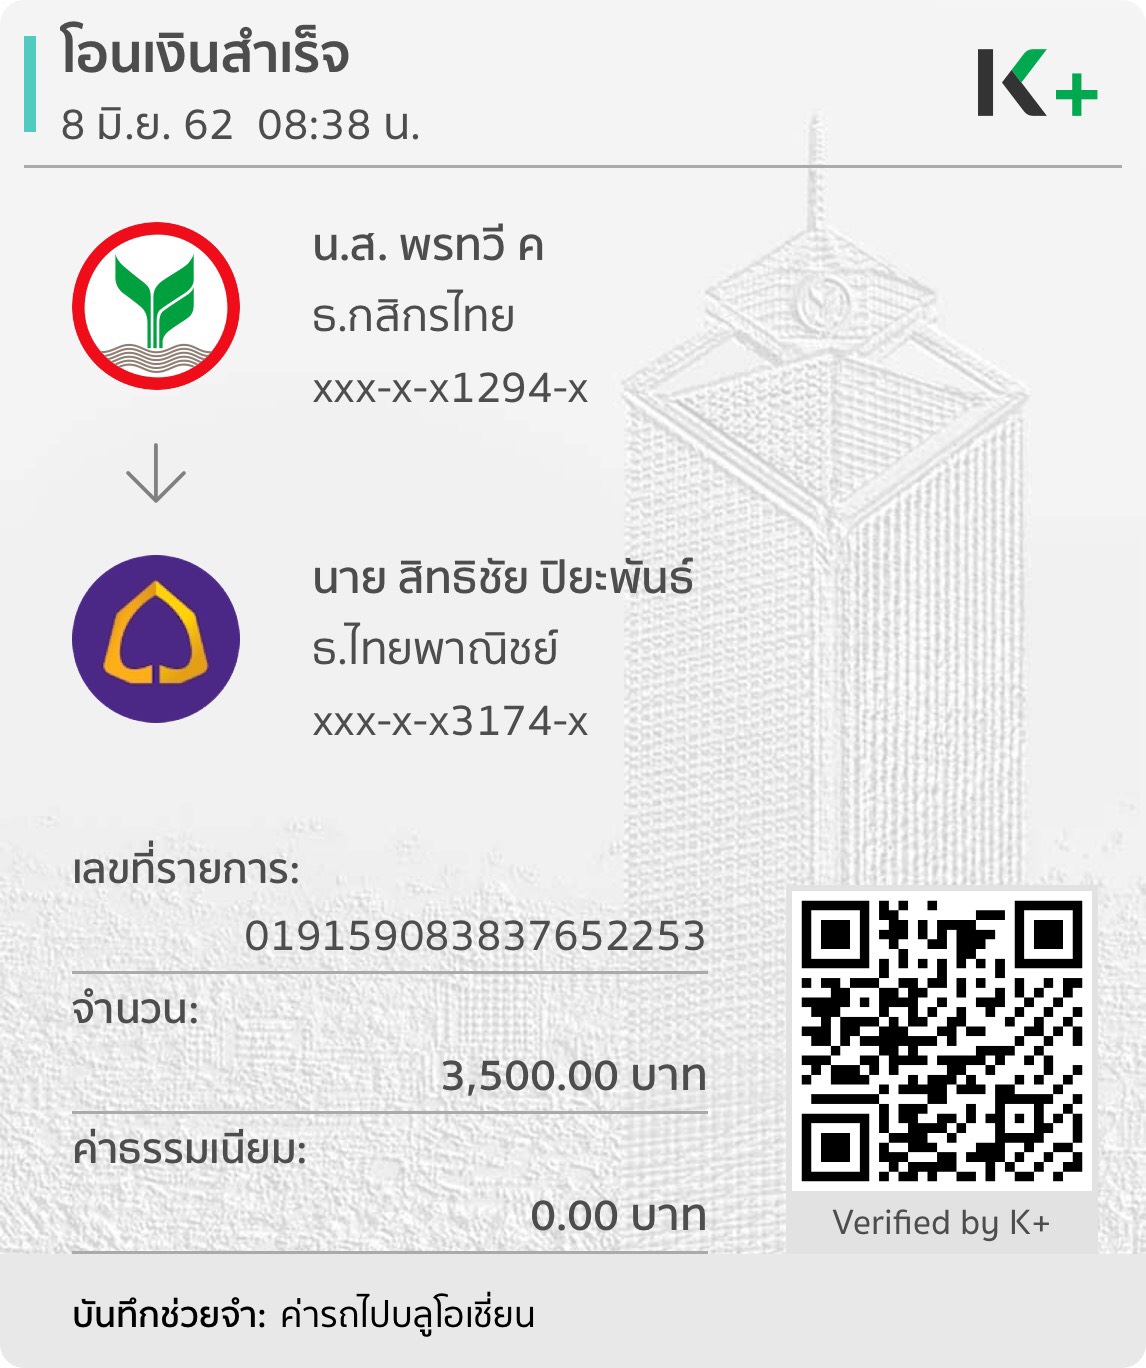 โอนเงินสำเร็จ
8 มิ.ย. 62 08:38 น.
K+
น.ส. พรทวี ค
ธ.กสิกรไทย
xxx-x-x1294-x
นาย สิทธิชัย ปิยะพันธ์
ธ.ไทยพาณิชย์
xxx-x-x3174-x
เลขที่รายการ:
019159083837652253
จำนวน:
3,500.00 บาท
ค่าธรรมเนียม:
0.00 บาท
Verified by K+
บันทึกช่วยจำ: ค่ารถไปบลูโอเชี่ยน